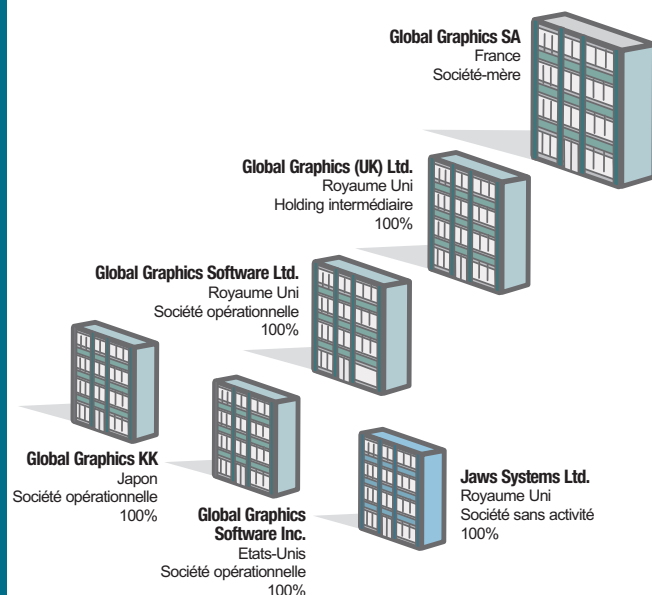 Global Graphics SA
France
Société-mère
Global Graphics (UK) Ltd.
Royaume Uni
Holding intermédiaire
100%
Global Graphics Software Ltd.
Royaume Uni
Société opérationnelle
100%
Global Graphics KK
Japon
Société opérationnelle
100%
Global Graphics
Software Inc.
Etats-Unis
Société opérationnelle
100%
Jaws Systems Ltd.
Royaume Uni
Société sans activité
100%